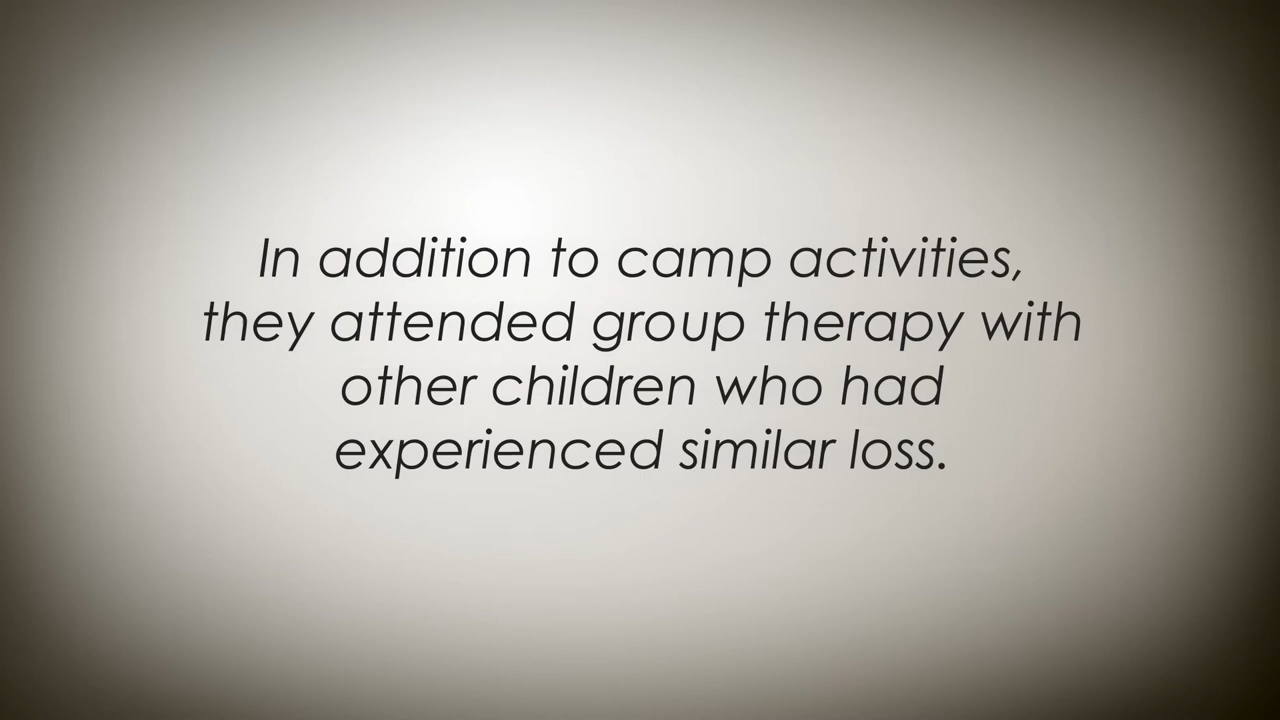 In addition to camp activities,
they attended group therapy with
other children who had
experienced similar loss.